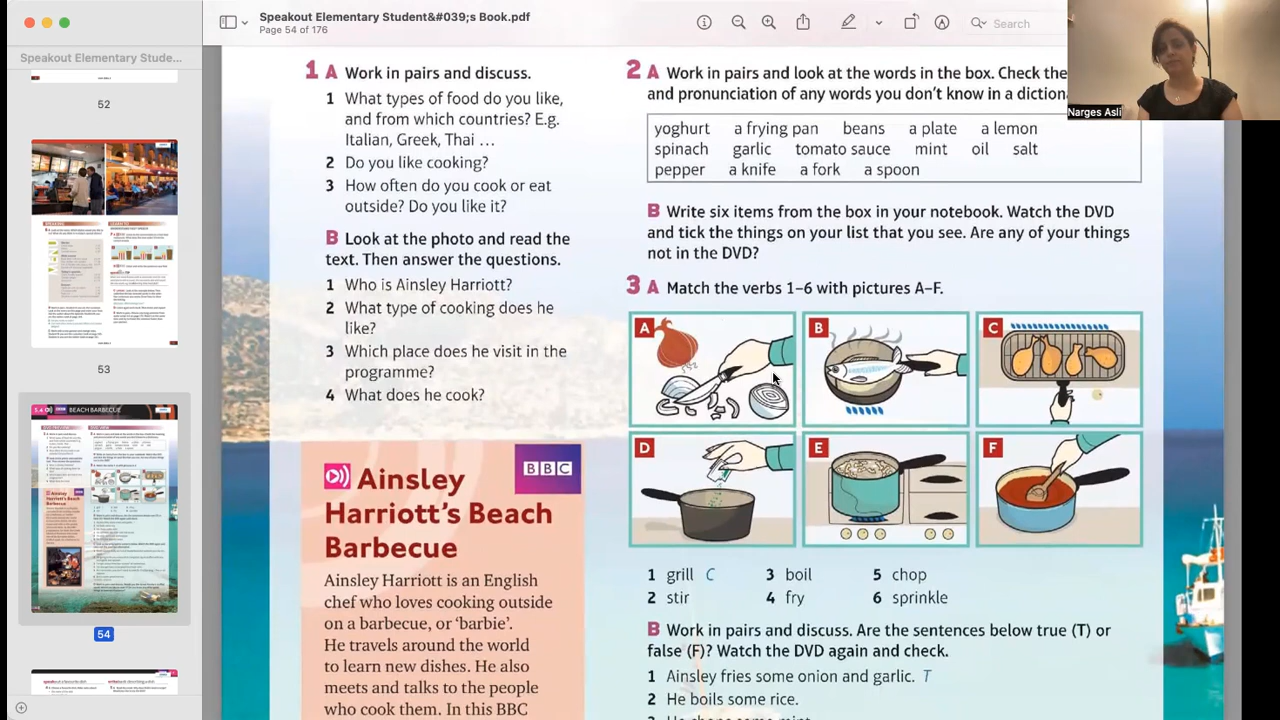 Speakout Elementary Student&#039;s Book.pdf
Page 54 of 176
Search
Speakout Elementary Stude...
52
53
54
BEACH BARBECUE
Narges Asli
1 A Work in pairs and discuss.
1 What types of food do you like,
and from which countries? E.g.
Italian, Greek, Thai …
2 Do you like cooking?
3 How often do you cook or eat
outside? Do you like it?
B Look at the photo and read the
text. Then answer the questions.
1 Who is Ainsley Harriott?
2 What type of cooking does he
like?
3 Which place does he visit in the
programme?
4 What does he cook?
BBC
Ainsley
Harriott's Beach
Barbecue
Ainsley Harriott is an English
chef who loves cooking outside
on a barbecue, or 'barbie'.
He travels around the world
to learn new dishes. He also
meets and talks to the people
who cook them. In this BBC
2 A Work in pairs and look at the words in the box. Check the
and pronunciation of any words you don't know in a
yoghurt a frying pan beans a plate a lemon
spinach garlic tomato sauce mint oil salt
pepper a knife a fork a spoon
B Write six items from the box in your notebook. Watch the DVD
and tick the things on your list that you see. Are any of your things
not in the DVD?
3 A Match the verbs 1–6 with pictures A–F.
A
B
C
D
E
F
1 grill C 3 boil 5 chop
2 stir 4 fry 6 sprinkle
B Work in pairs and discuss. Are the sentences below true (T) or
false (F)? Watch the DVD again and check.
1 Ainsley fries an onion and garlic.
2 He boils some rice.
3 He chops some mint.